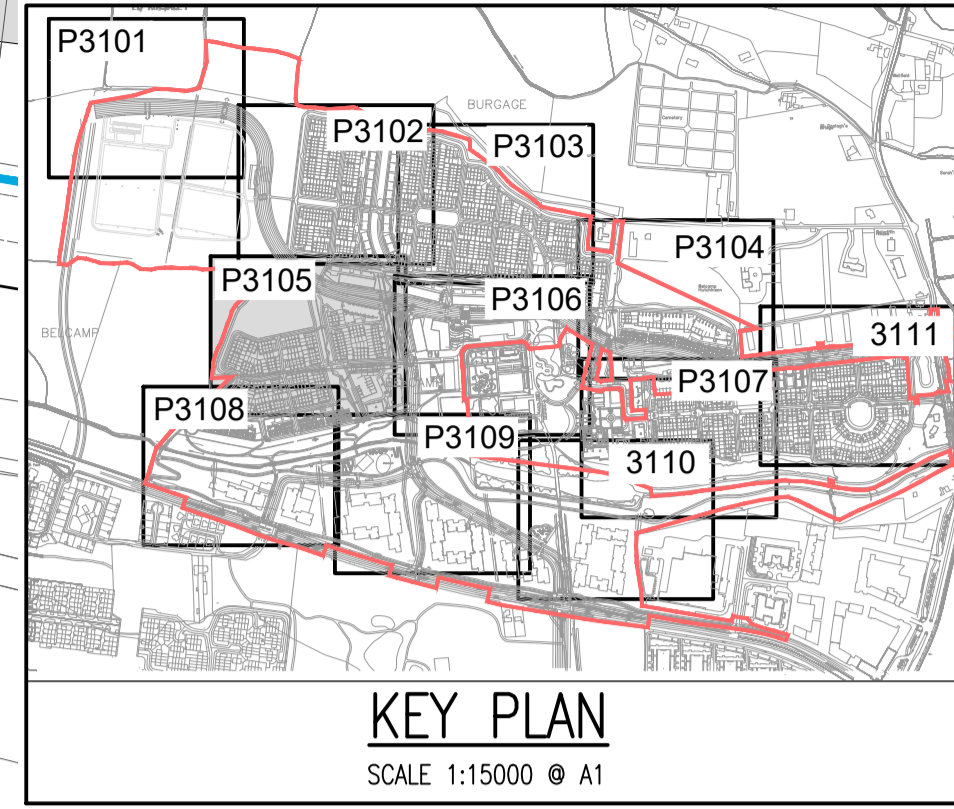 P3101
BURGAGE
P3102
P3103
Cemetery
P3104
P3105
P3106
BELCAMP
3111
P3107
P3108
P3109
3110
KEY PLAN
SCALE 1:15000 @ A1